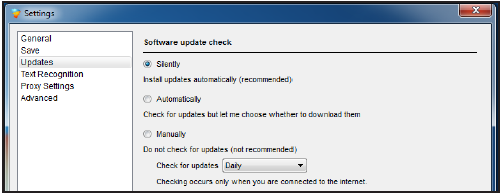 Settings
General
Save
Updates
Text Recognition
Proxy Settings
Advanced
Software update check
Silently
Install updates automatically (recommended)
Automatically
Check for updates but let me choose whether to download them
Manually
Do not check for updates (not recommended)
Check for updates Daily
Checking occurs only when you are connected to the internet.